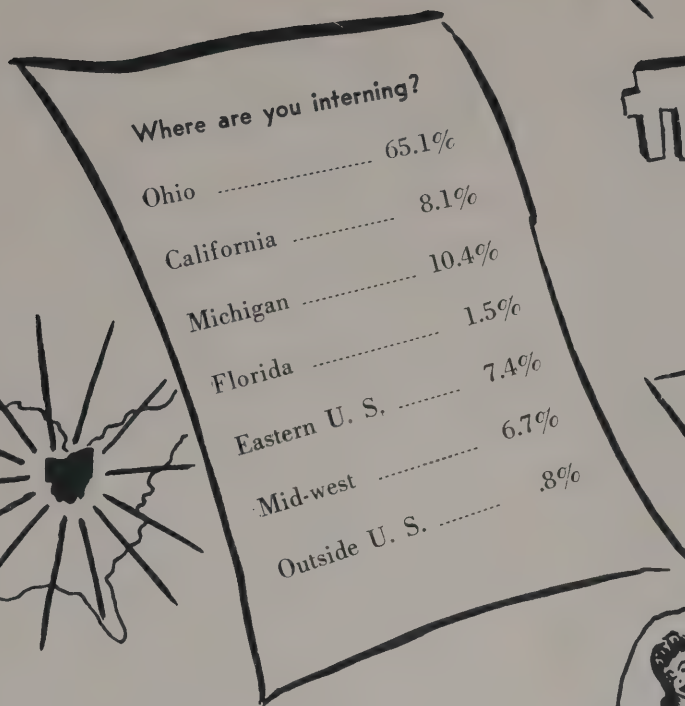 Where are you interning?
Ohio .................... 65.1%
California ............. 8.1%
Michigan ............... 10.4%
Florida ................. 1.5%
Eastern U. S. .......... 7.4%
Mid-west ............... 6.7%
Outside U. S. .......... .8%